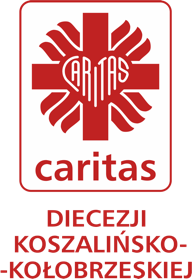 CARITAS
caritas
DIECEZJI
KOSZALIŃSKO-
-KOŁOBRZESKIEJ